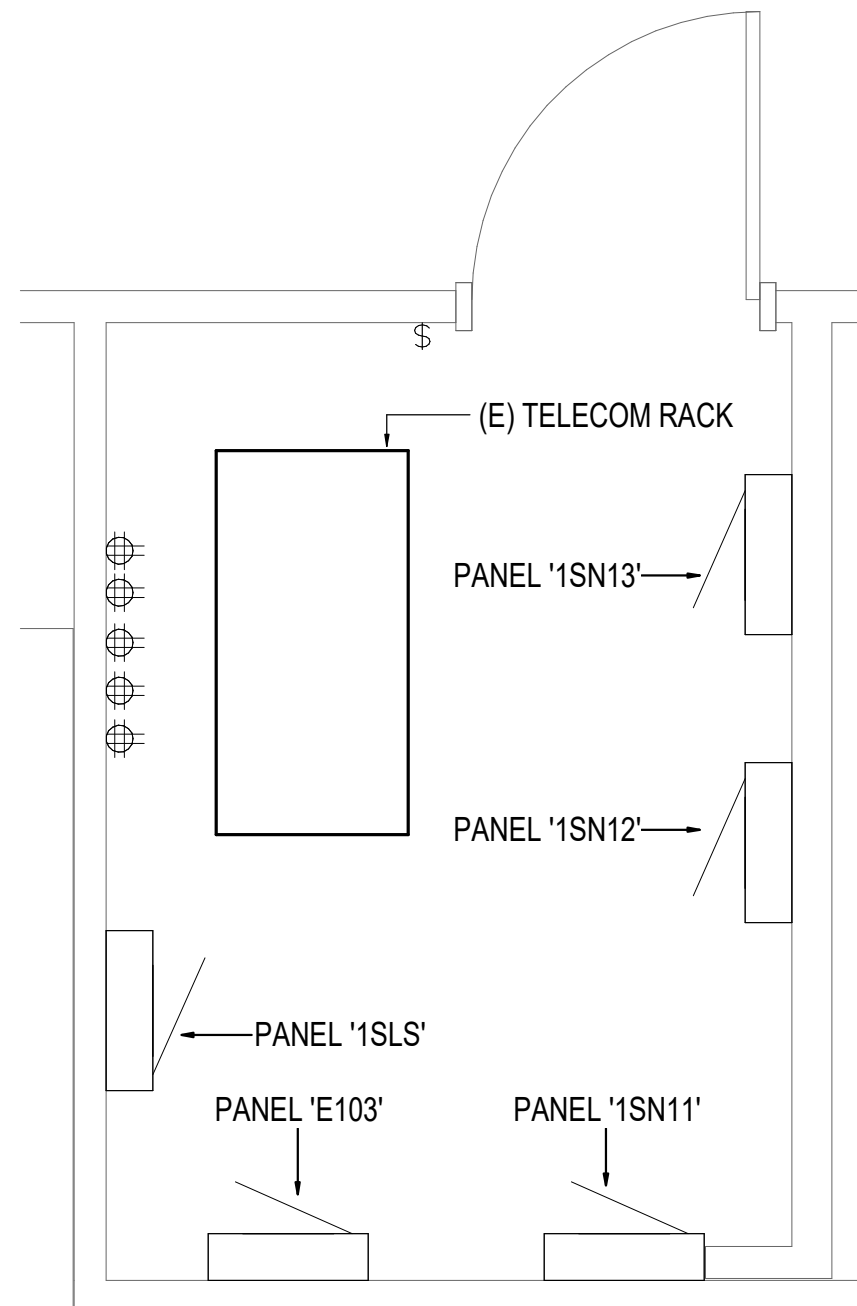 $
(E) TELECOM RACK
PANEL '1SN13'
PANEL '1SN12'
PANEL '1SLS'
PANEL 'E103'
PANEL '1SN11'